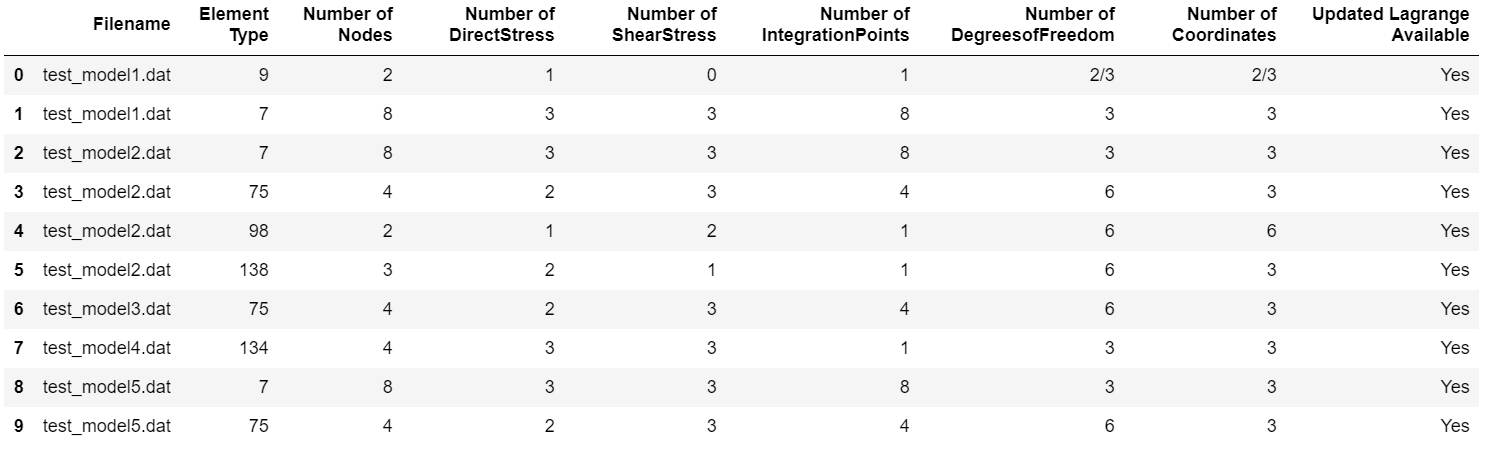 Filename Element Type Number of Nodes Number of DirectStress Number of ShearStress Number of IntegrationPoints Number of DegreesofFreedom Number of Coordinates Updated Lagrange Available
0 test_model1.dat 9 2 1 0 1 2/3 2/3 Yes
1 test_model1.dat 7 8 3 3 8 3 3 Yes
2 test_model2.dat 7 8 3 3 8 3 3 Yes
3 test_model2.dat 75 4 2 3 4 6 3 Yes
4 test_model2.dat 98 2 1 2 1 6 6 Yes
5 test_model2.dat 138 3 2 1 1 6 3 Yes
6 test_model3.dat 75 4 2 3 4 6 3 Yes
7 test_model4.dat 134 4 3 3 1 3 3 Yes
8 test_model5.dat 7 8 3 3 8 3 3 Yes
9 test_model5.dat 75 4 2 3 4 6 3 Yes